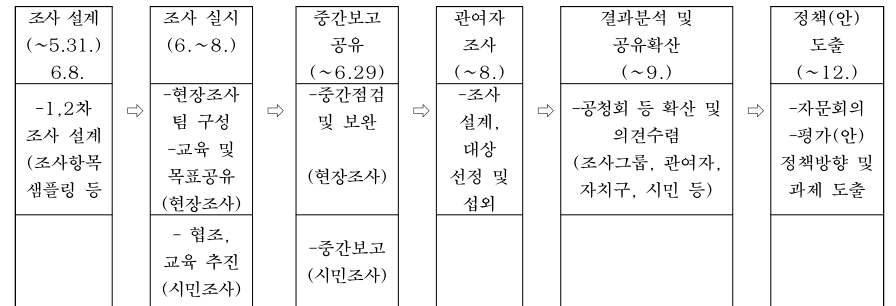 조사 설계
(~5.31.)
6.8.
-1,2차
조사 설계
(조사항목
샘플링 등
⇨
조사 실시
(6.~8.)
-현장조사
팀 구성
-교육 및
목표공유
(현장조사)
- 협조,
교육 추진
(시민조사)
⇨
중간보고
공유
(~6.29)
-중간점검
및 보완
(현장조사)
-중간보고
(시민조사)
⇨
관여자
조사
(~8.)
-조사
설계,
대상
선정 및
섭외
⇨
결과분석 및
공유확산
(~9.)
-공청회 등 확산 및
의견수렴
(조사그룹, 관여자,
자치구, 시민 등)
⇨
정책(안)
도출
(~12.)
-자문회의
-평가(안)
정책방향 및
과제 도출